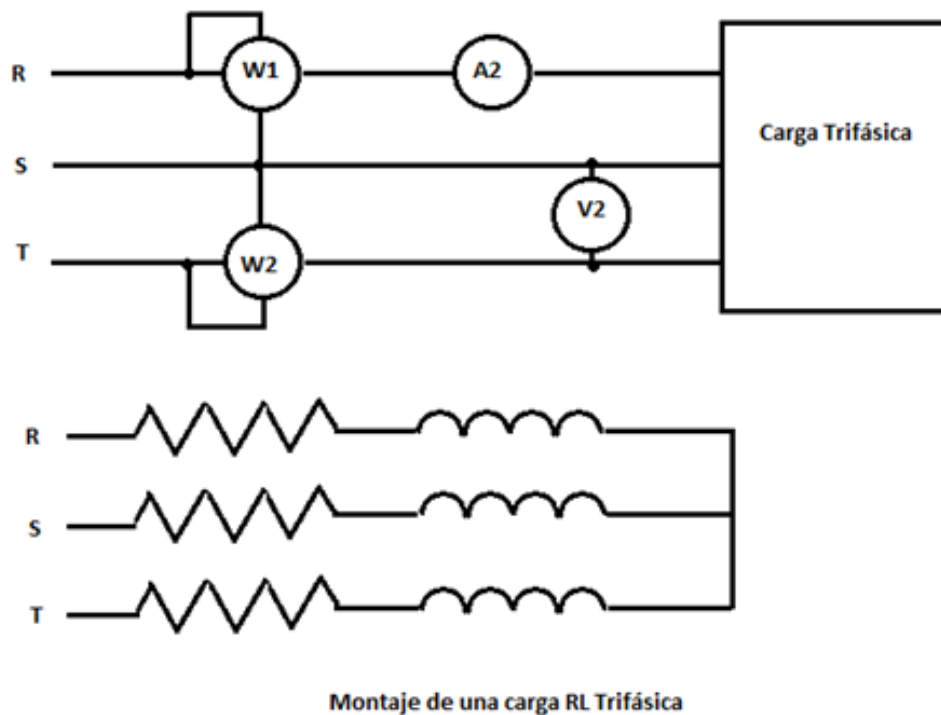 R
W1
A2
Carga Trifásica
S
V2
T
W2
R
S
T
Montaje de una carga RL Trifásica